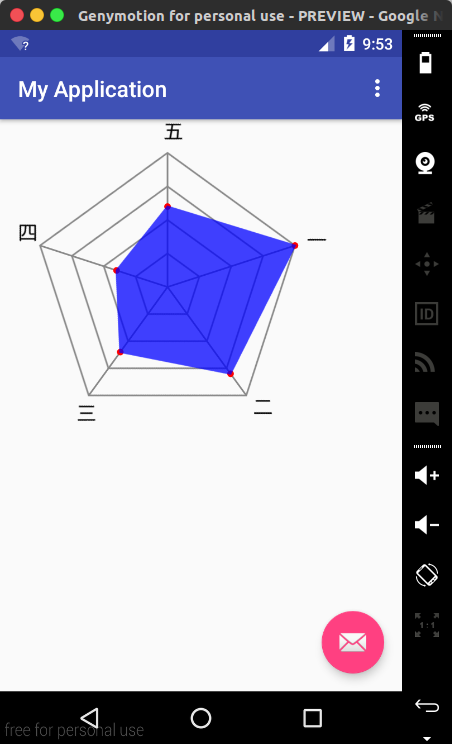 Genymotion for personal use - PREVIEW - Google N
9:53
My Application
GPS
五
四
一
ID
三
二
1:1
free for personal use